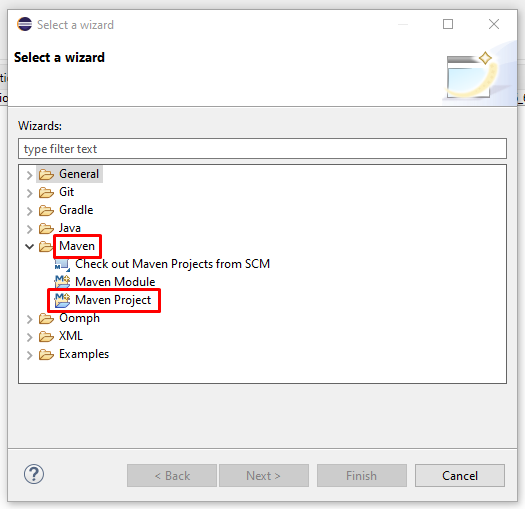 Select a wizard
Select a wizard
Wizards:
type filter text
General
Git
Gradle
Java
Maven
Check out Maven Projects from SCM
Maven Module
Maven Project
Oomph
XML
Examples
?
< Back
Next >
Finish
Cancel